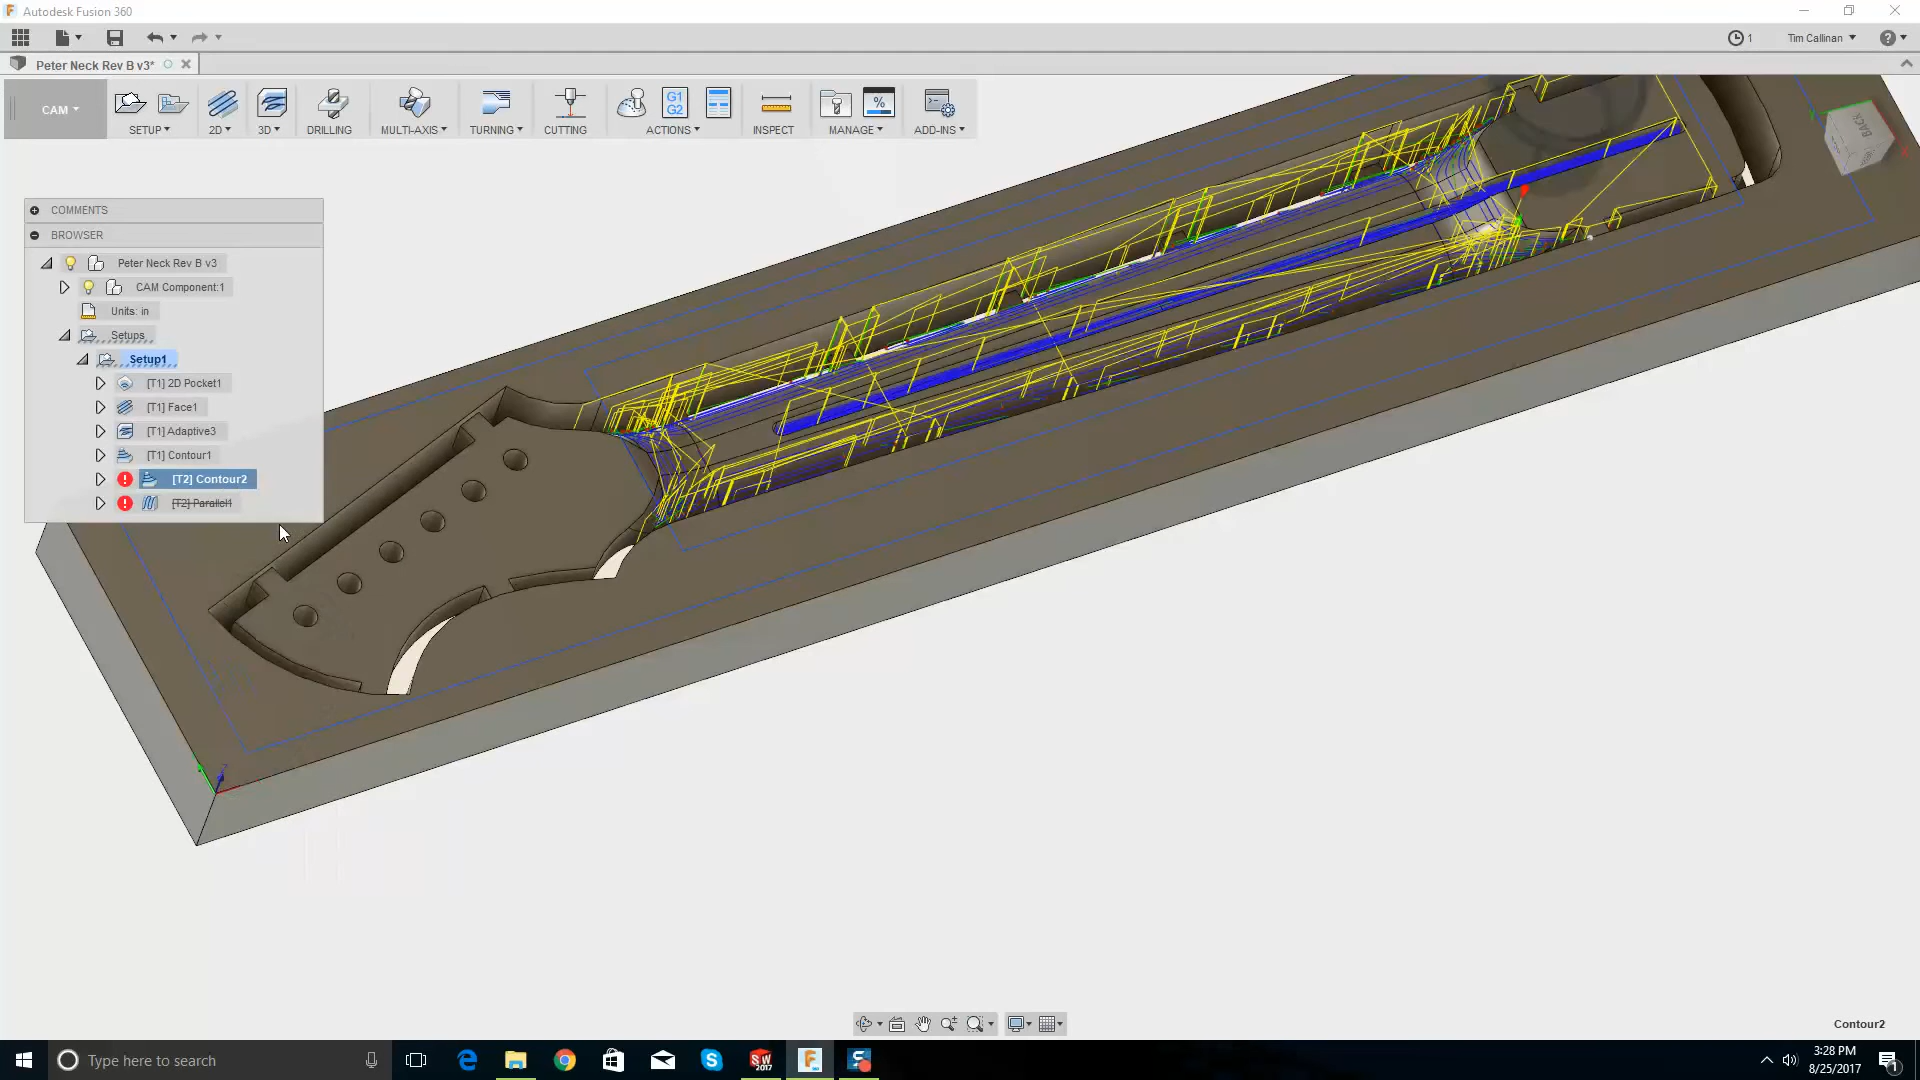 Autodesk Fusion 360
1
Tim Callinan
Peter Neck Rev B v3*
CAM
G1
G2
%
SETUP
2D
3D
DRILLING
MULTI-AXIS
TURNING
CUTTING
ACTIONS
INSPECT
MANAGE
ADD-INS
BACK
COMMENTS
BROWSER
Peter Neck Rev B v3
CAM Component:1
Units: in
Setups
Setup1
[T1] 2D Pocket1
[T1] Face1
[T1] Adaptive3
[T1] Contour1
[T2] Contour2
[T2] Parallel1
Contour2
Type here to search
SW
2017
3:28 PM
8/25/2017
1